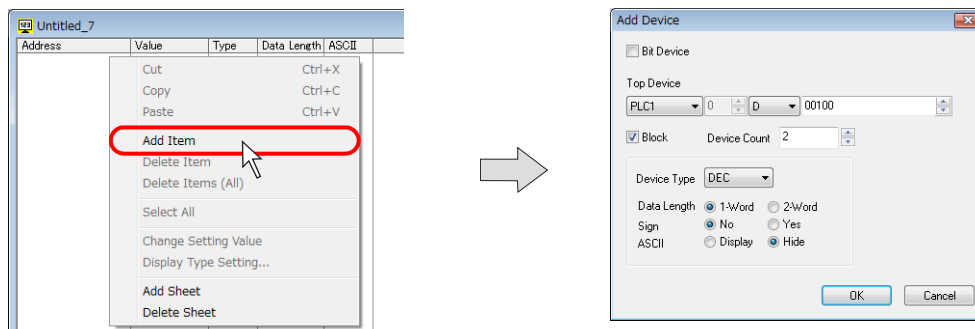 Untitled_7
Address Value Type Data Length ASCII
Cut Ctrl+X
Copy Ctrl+C
Paste Ctrl+V
Add Item
Delete Item
Delete Items (All)
Select All
Change Setting Value
Display Type Setting...
Add Sheet
Delete Sheet
Add Device
Bit Device
Top Device
PLC1 0 D 00100
Block Device Count 2
Device Type DEC
Data Length 1-Word 2-Word
Sign No Yes
ASCII Display Hide
OK Cancel